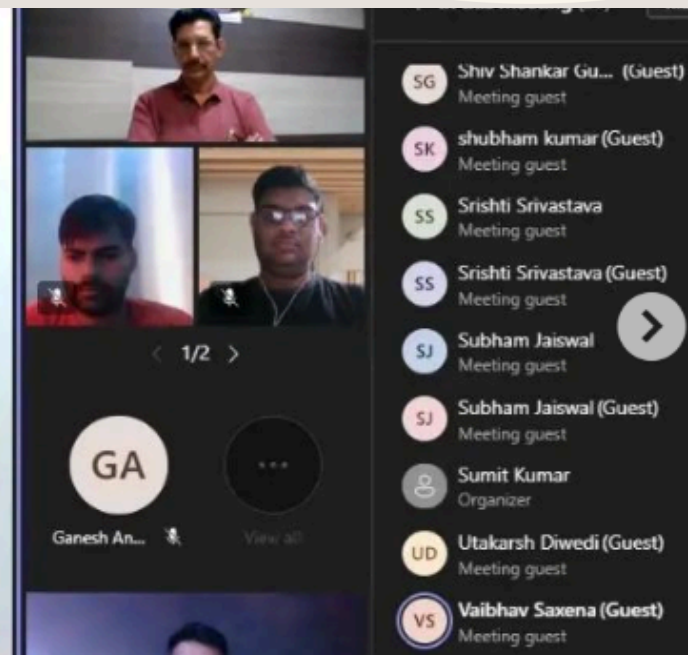 1/2
GA
Ganesh An...
View all
SG
Shiv Shankar Gu... (Guest)
Meeting guest
SK
shubham kumar (Guest)
Meeting guest
SS
Srishti Srivastava
Meeting guest
SS
Srishti Srivastava (Guest)
Meeting guest
SJ
Subham Jaiswal
Meeting guest
SJ
Subham Jaiswal (Guest)
Meeting guest
Sumit Kumar
Organizer
UD
Utakarsh Diwedi (Guest)
Meeting guest
VS
Vaibhav Saxena (Guest)
Meeting guest